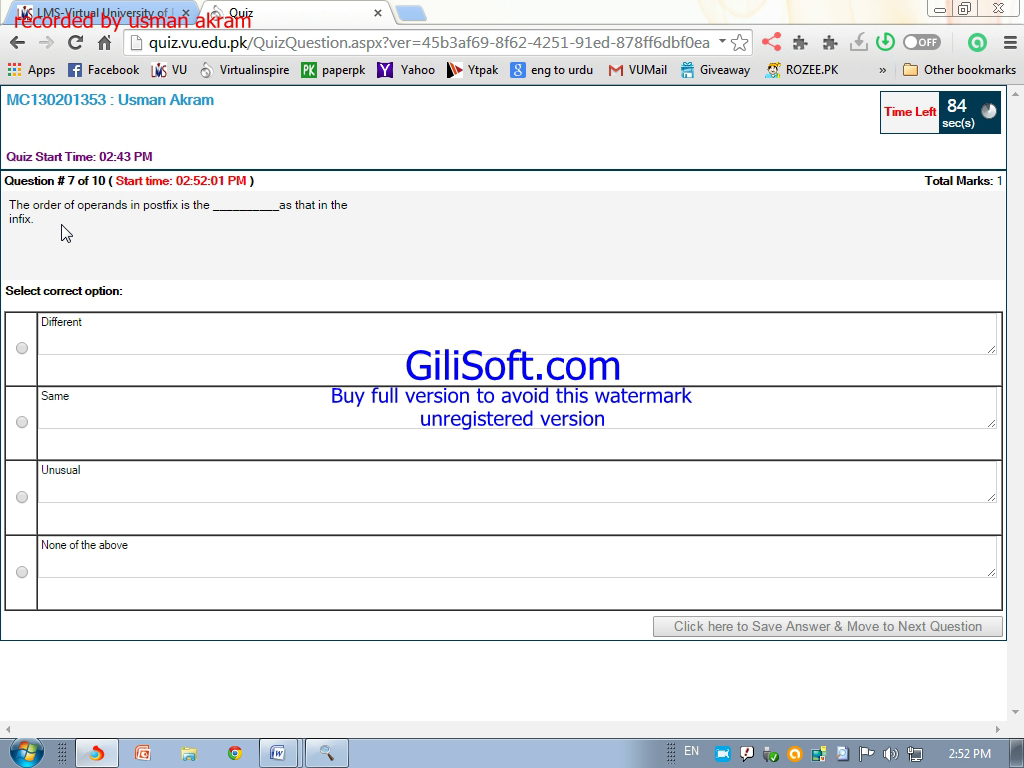 LMS-Virtual University of
Quiz
recorded by usman akram
quiz.vu.edu.pk/QuizQuestion.aspx?ver=45b3af69-8f62-4251-91ed-878ff6dbf0ea
OFF
Apps Facebook VU Virtualinspire PK paperpk Yahoo Ytpak 8 eng to urdu VUMail Giveaway ROZEE.PK » Other bookmarks
MC130201353 : Usman Akram
Time Left 84 sec(s)
Quiz Start Time: 02:43 PM
Question # 7 of 10 ( Start time: 02:52:01 PM )
Total Marks: 1
The order of operands in postfix is the __________as that in the
infix.
Select correct option:
Different
GiliSoft.com
Same
Buy full version to avoid this watermark
unregistered version
Unusual
None of the above
Click here to Save Answer & Move to Next Question
EN
2:52 PM